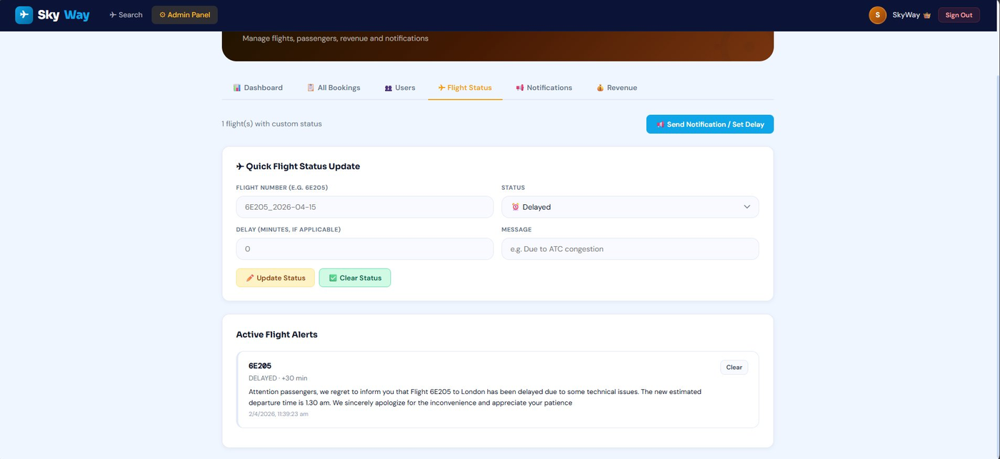 Sky Way
✈ Search
⚙ Admin Panel
S
SkyWay 👑
Sign Out
Manage flights, passengers, revenue and notifications
📊 Dashboard
📋 All Bookings
👥 Users
✈ Flight Status
📢 Notifications
💰 Revenue
1 flight(s) with custom status
📢 Send Notification / Set Delay
✈ Quick Flight Status Update
FLIGHT NUMBER (E.G. 6E205)
STATUS
6E205_2026-04-15
⏰ Delayed
DELAY (MINUTES, IF APPLICABLE)
MESSAGE
0
e.g. Due to ATC congestion
✏️ Update Status
✅ Clear Status
Active Flight Alerts
6E205
Clear
DELAYED · +30 min
Attention passengers, we regret to inform you that Flight 6E205 to London has been delayed due to some technical issues. The new estimated
departure time is 1.30 am. We sincerely apologize for the inconvenience and appreciate your patience
2/4/2026, 11:39:23 am